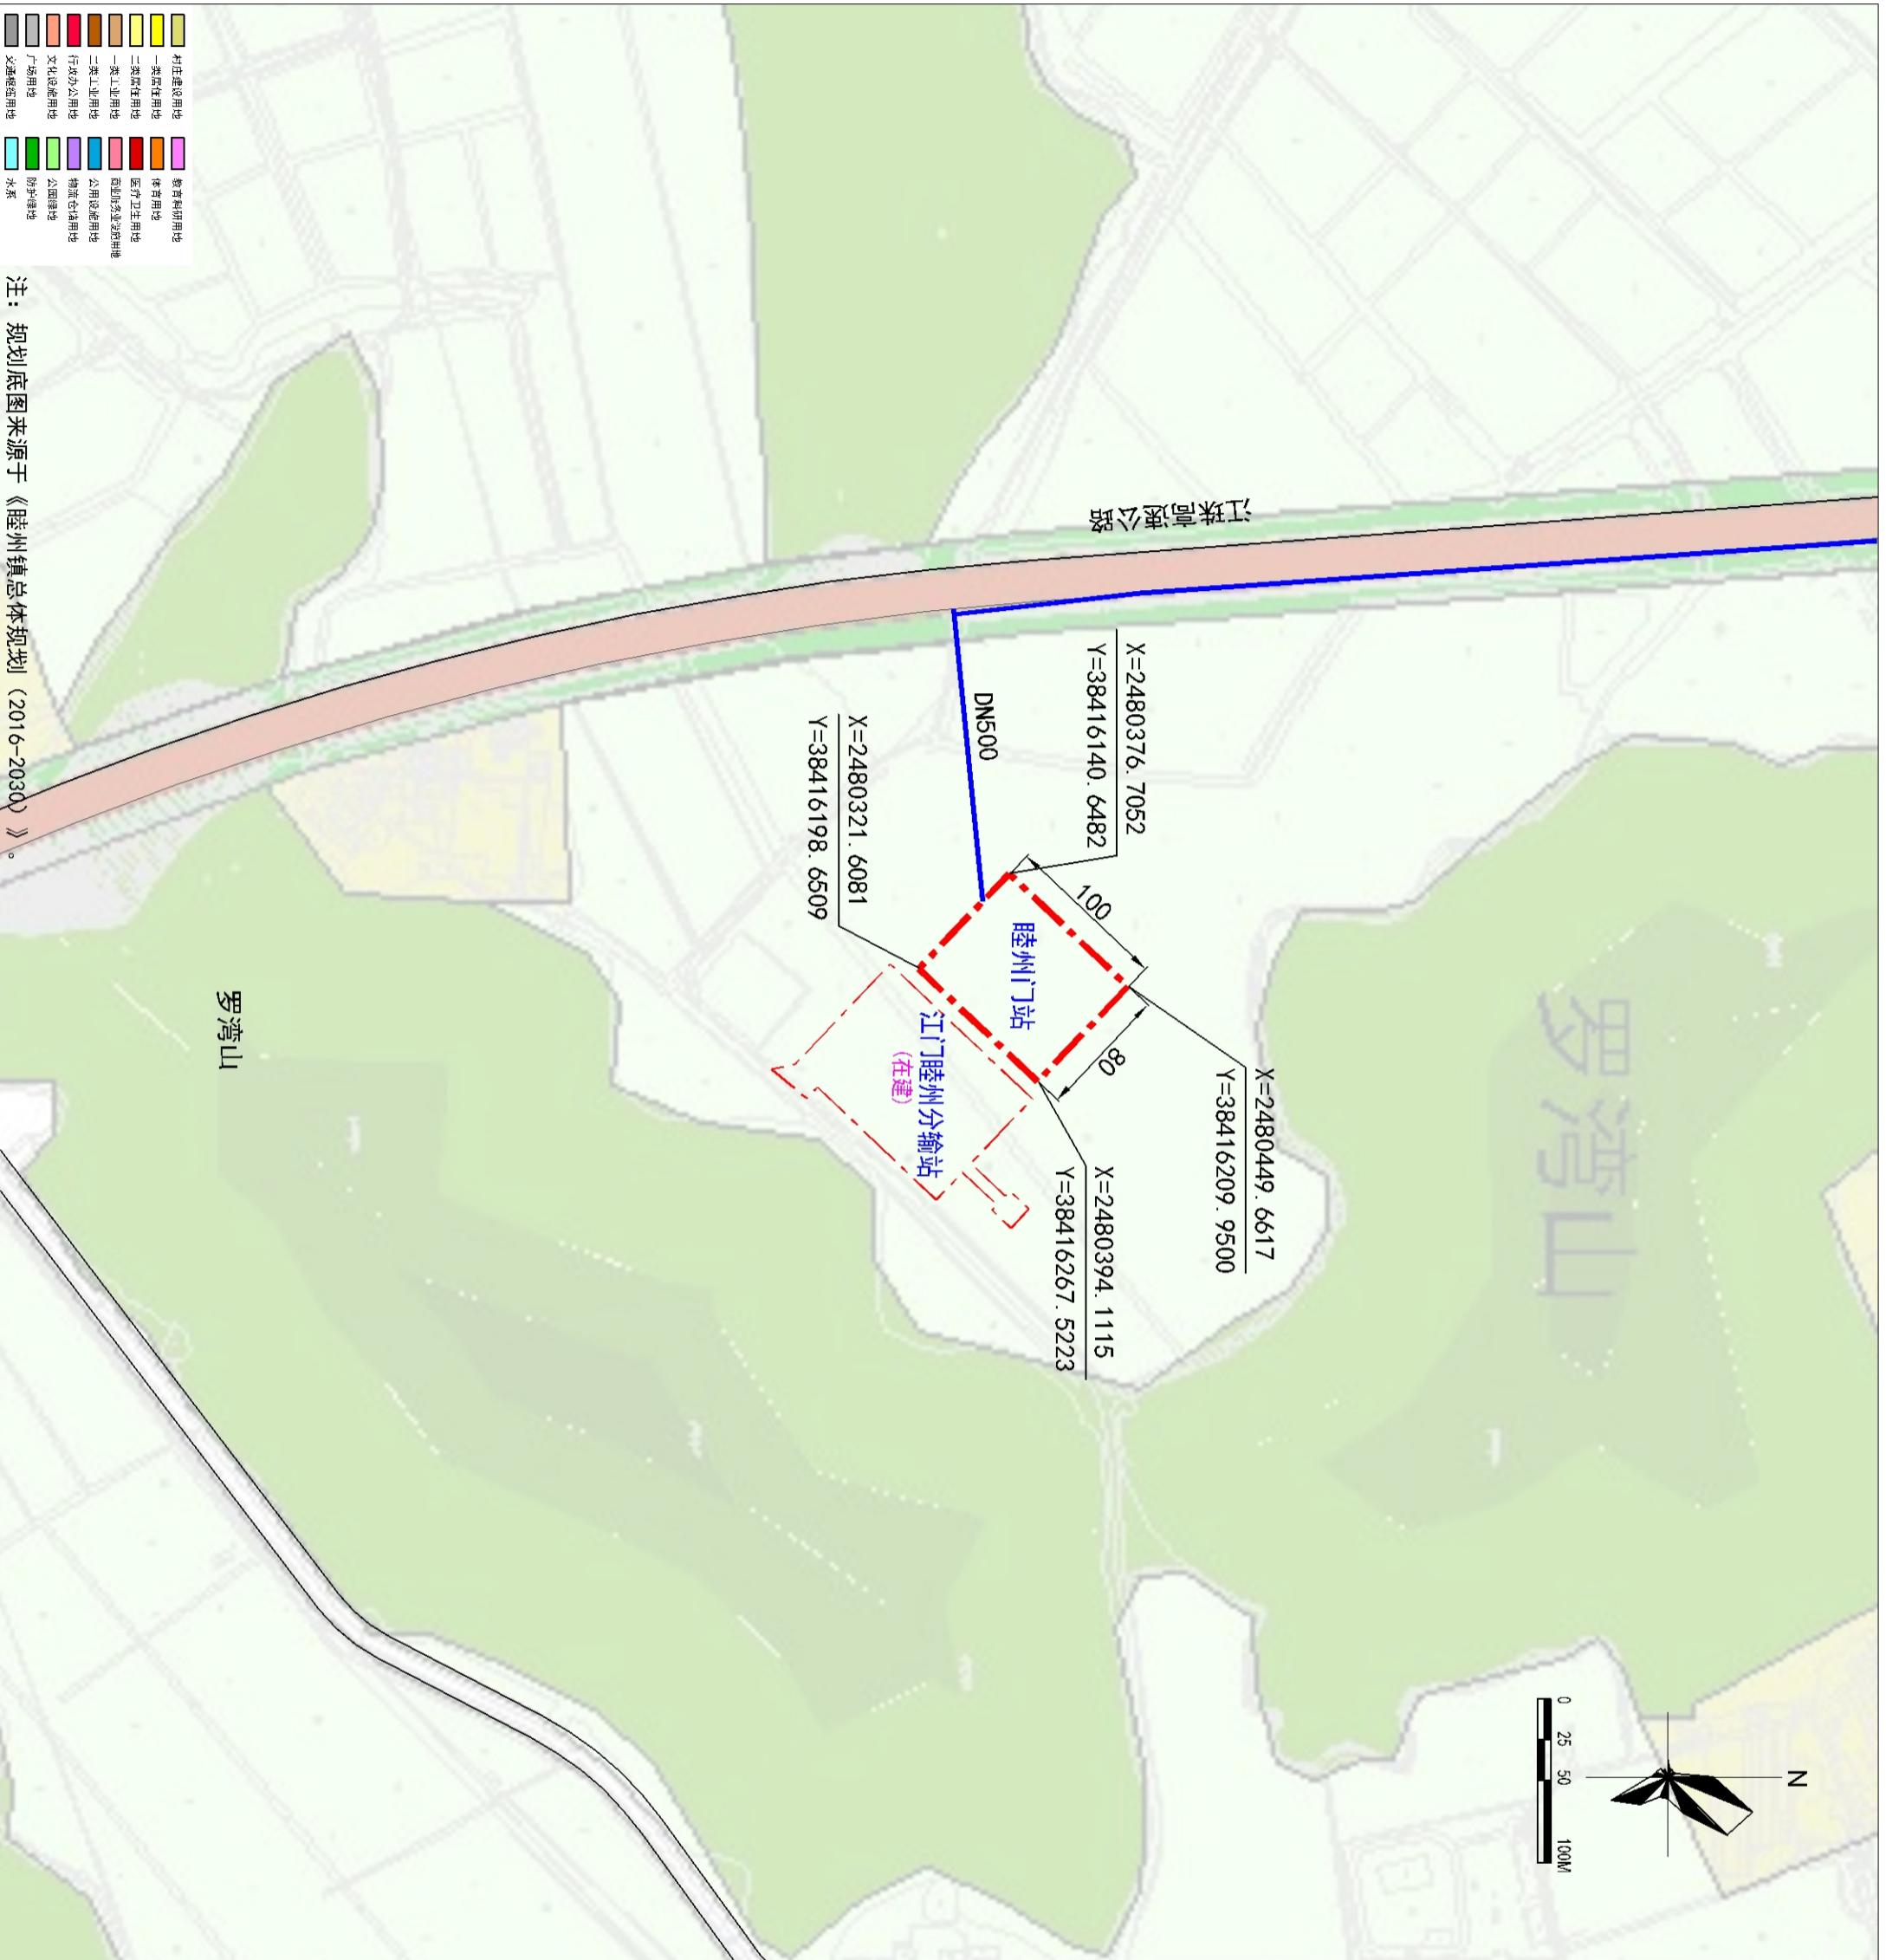 村庄建设用地
一类居住用地
二类居住用地
一类工业用地
二类工业用地
行政办公用地
文化设施用地
广场用地
交通枢纽用地
教育科研用地
体育用地
医疗卫生用地
商业服务业设施用地
公用设施用地
物流仓储用地
公园绿地
防护绿地
水系
注：规划底图来源于《睦州镇总体规划（2016-2030）》。
江珠高速公路
DN500
X=2480376.7052
Y=38416140.6482
X=2480321.6081
Y=38416198.6509
100
80
睦州门站
江门睦州分输站
(在建)
X=2480449.6617
Y=38416209.9500
X=2480394.1115
Y=38416267.5223
罗湾山
罗湾山
N
0 25 50 100M